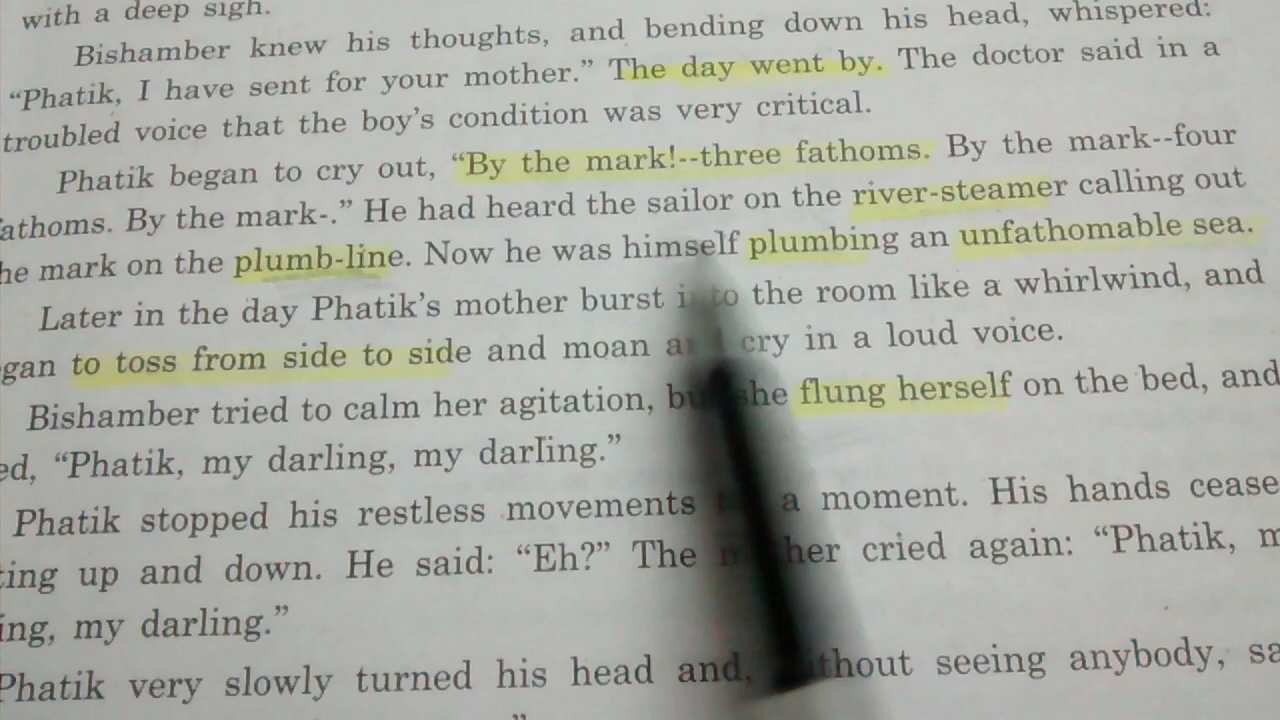 with a deep sigh.
Bishamber knew his thoughts, and bending down his head, whispered:
“Phatik, I have sent for your mother.” The day went by. The doctor said in a
troubled voice that the boy’s condition was very critical.
Phatik began to cry out, “By the mark!--three fathoms. By the mark--four
athoms. By the mark-.” He had heard the sailor on the river-steamer calling out
he mark on the plumb-line. Now he was himself plumbing an unfathomable sea.
Later in the day Phatik’s mother burst into the room like a whirlwind, and
gan to toss from side to side and moan and cry in a loud voice.
Bishamber tried to calm her agitation, but she flung herself on the bed, and
ed, “Phatik, my darling, my darling.”
Phatik stopped his restless movements a moment. His hands cease
ting up and down. He said: “Eh?” The mother cried again: “Phatik, m
ing, my darling.”
Phatik very slowly turned his head and, without seeing anybody, sa
”